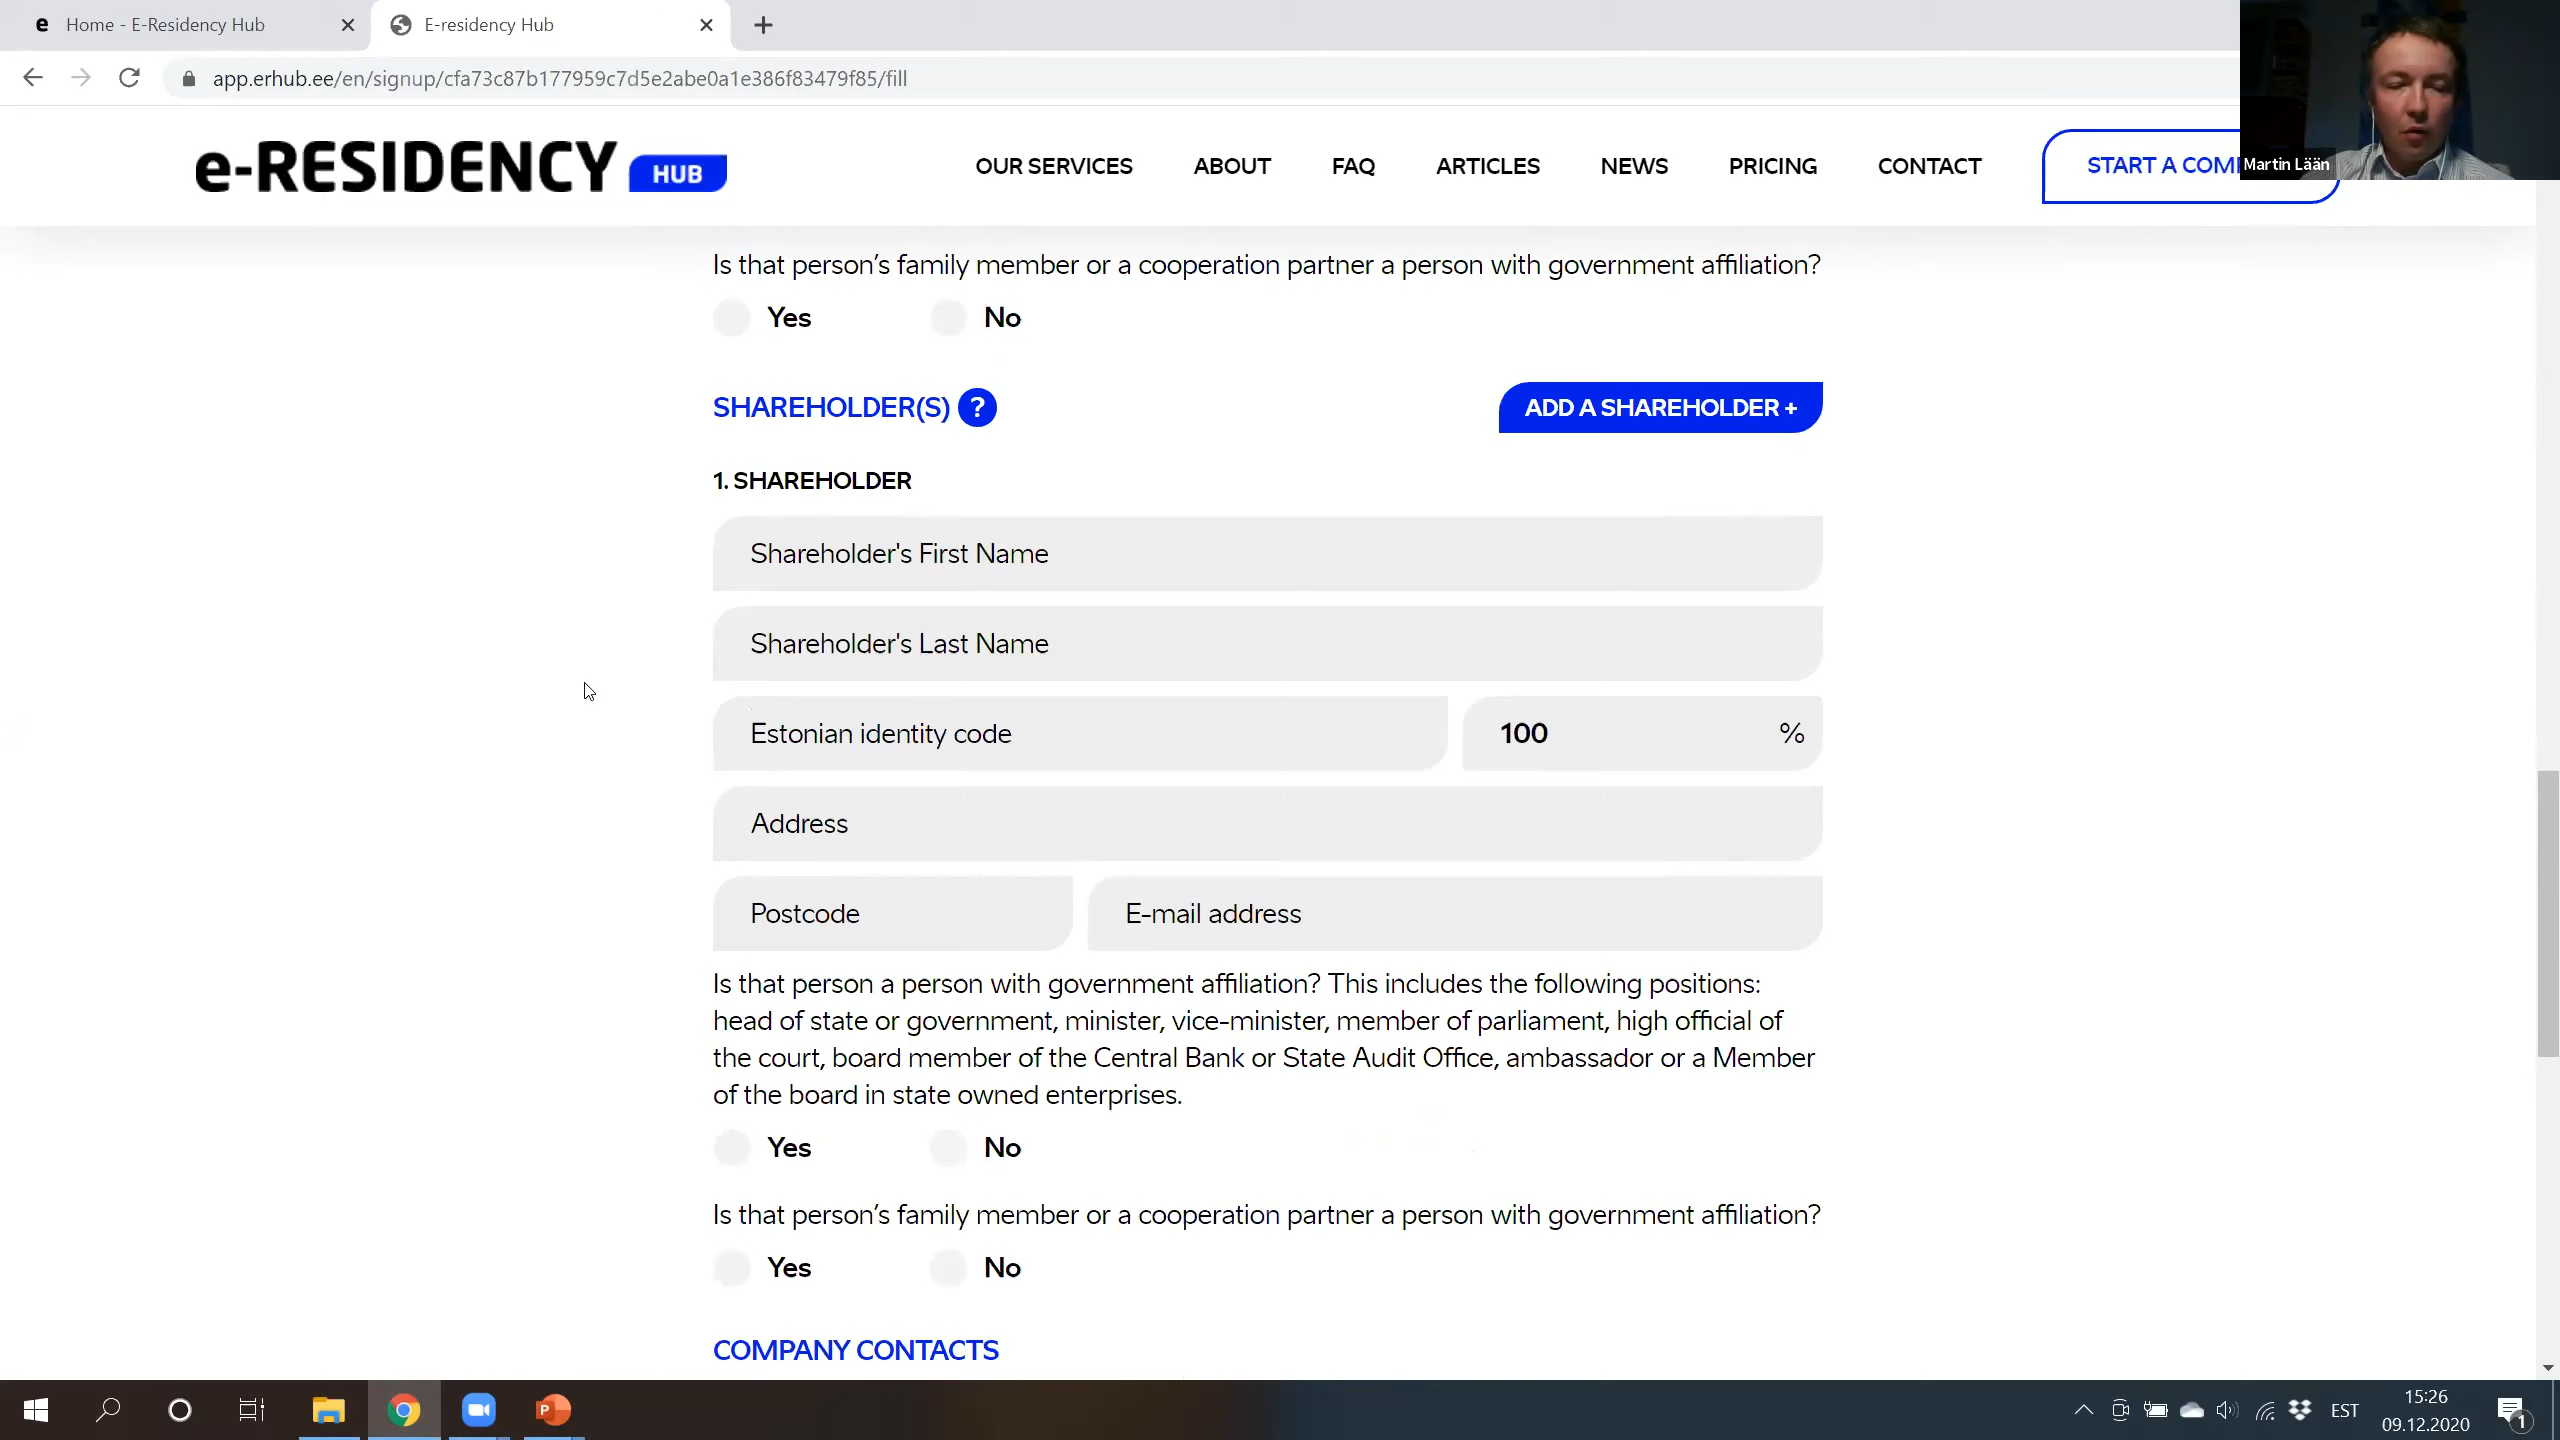 e Home - E-Residency Hub
E-residency Hub
app.erhub.ee/en/signup/cfa73c87b177959c7d5e2abe0a1e386f83479f85/fill
e-RESIDENCY HUB
OUR SERVICES
ABOUT
FAQ
ARTICLES
NEWS
PRICING
CONTACT
START A COM
Martin Lään
Is that person’s family member or a cooperation partner a person with government affiliation?
Yes No
SHAREHOLDER(S) ?
ADD A SHAREHOLDER +
1. SHAREHOLDER
Shareholder's First Name
Shareholder's Last Name
Estonian identity code
100 %
Address
Postcode
E-mail address
Is that person a person with government affiliation? This includes the following positions:
head of state or government, minister, vice-minister, member of parliament, high official of
the court, board member of the Central Bank or State Audit Office, ambassador or a Member
of the board in state owned enterprises.
Yes No
Is that person’s family member or a cooperation partner a person with government affiliation?
Yes No
COMPANY CONTACTS
EST
15:26
09.12.2020
1